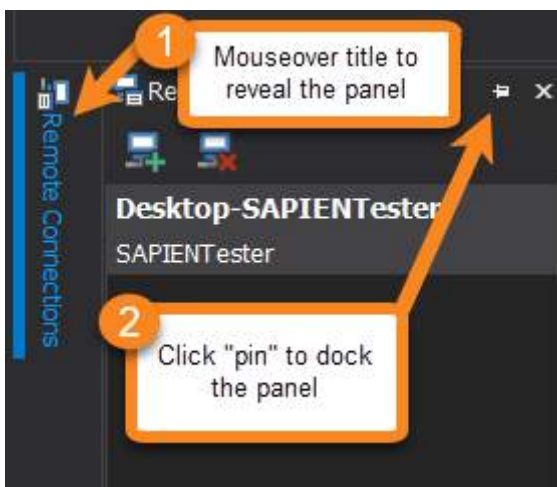 1
Mouseover title to
reveal the panel
Remote Connections
Re
Desktop-SAPIENTester
SAPIENTester
2
Click "pin" to dock
the panel